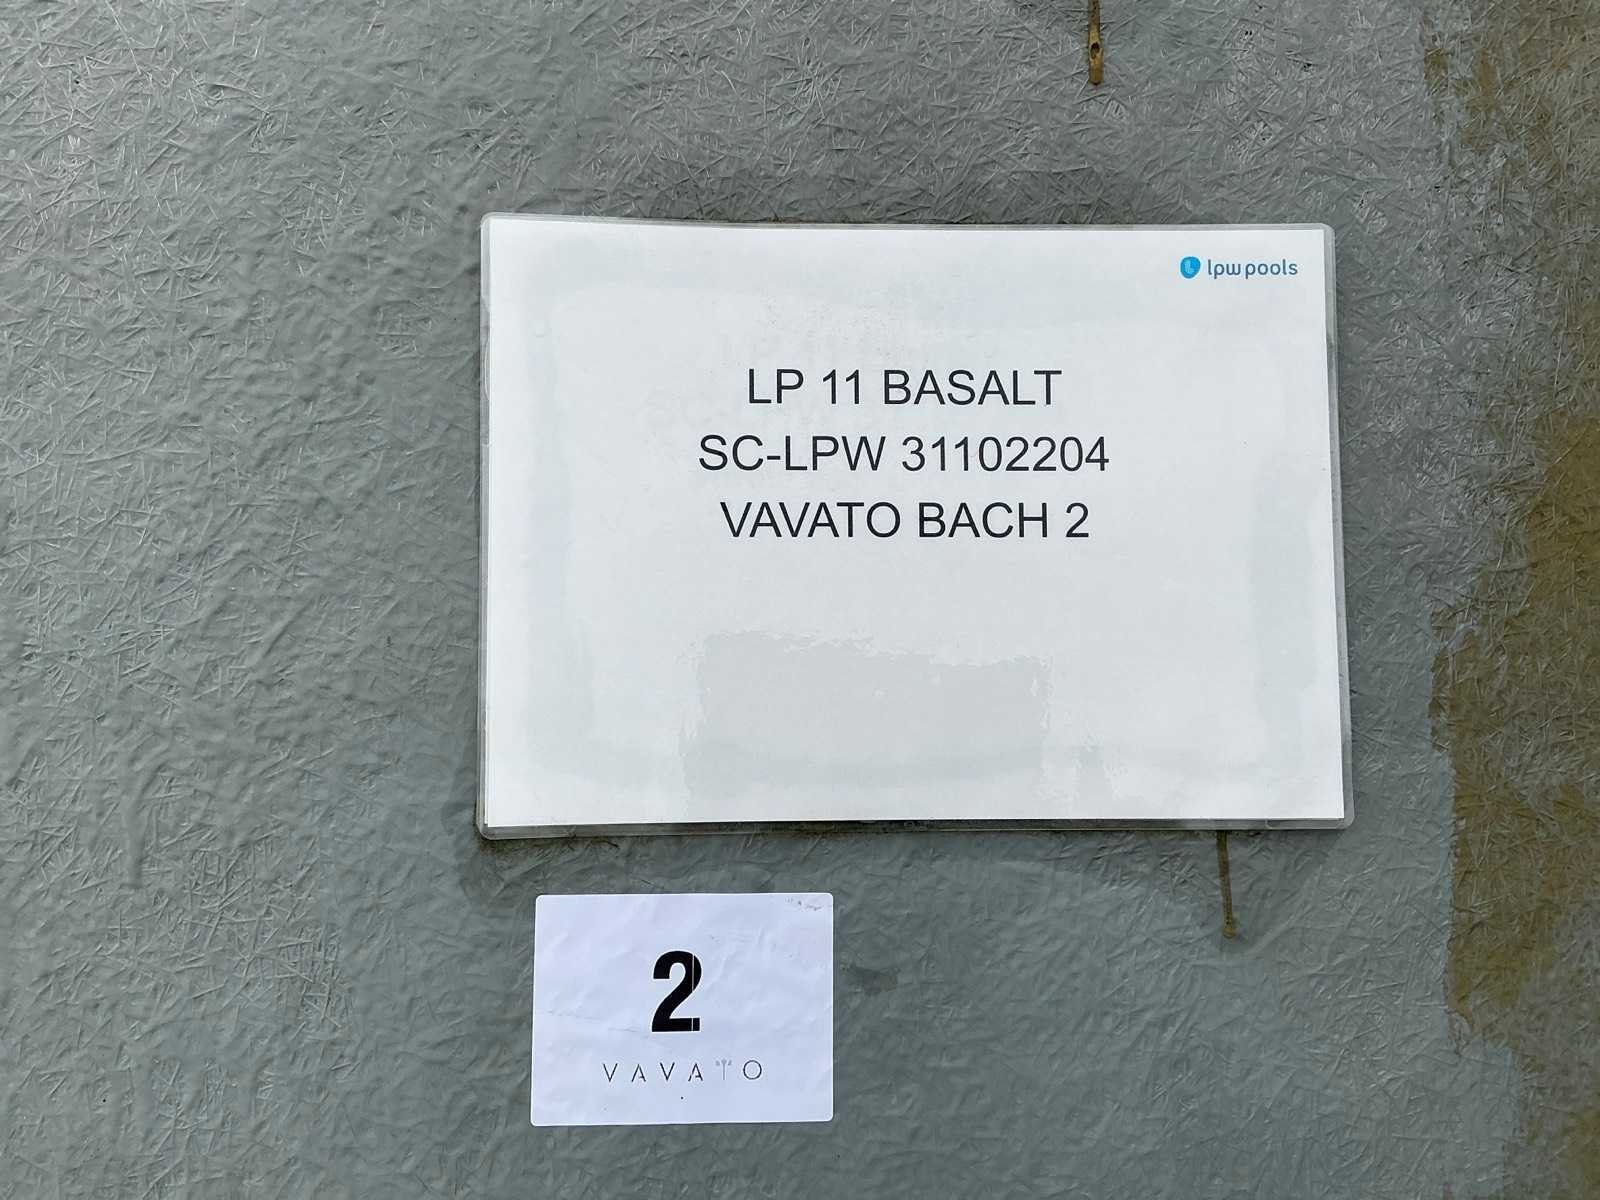 lpw pools
LP 11 BASALT
SC-LPW 31102204
VAVATO BACH 2
2
VAVATO